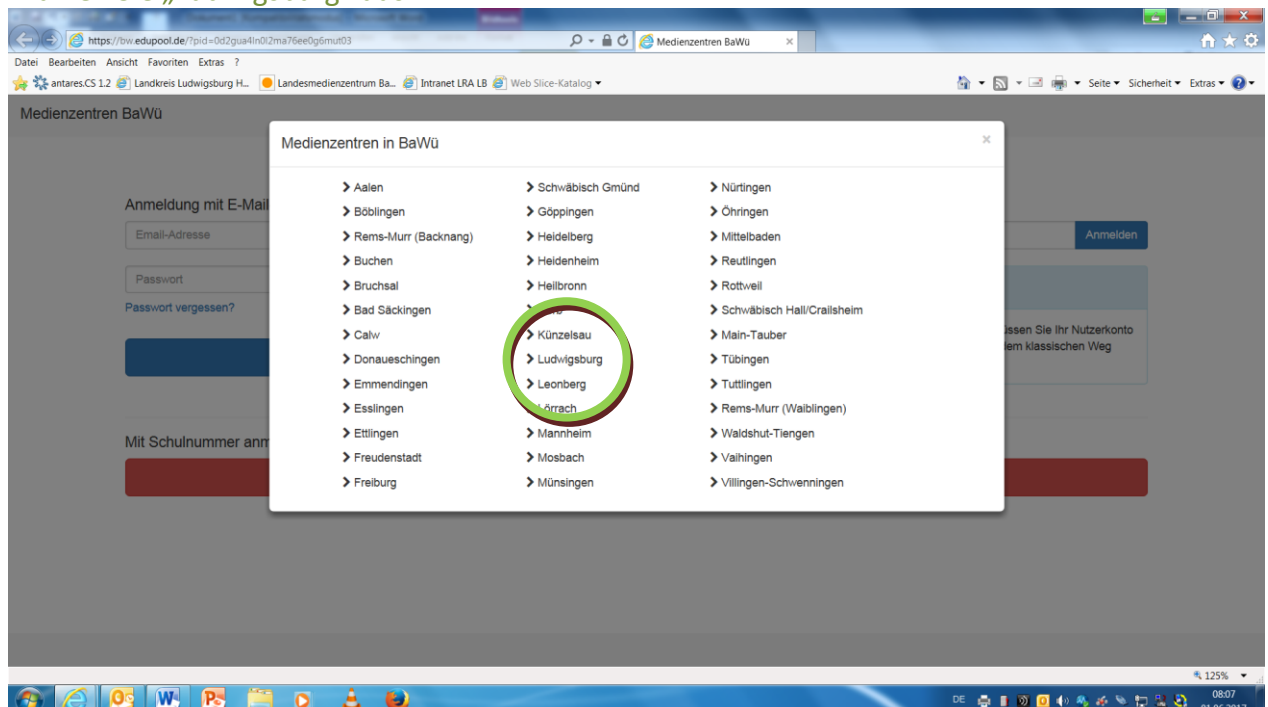 https://bw.edupool.de/?pid=0d2gua4ln0l2ma76ee0g6mut03
Medienzentren BaWü
Datei Bearbeiten Ansicht Favoriten Extras ?
antares.CS 1.2 Landkreis Ludwigsburg H... Landesmedienzentrum Ba... Intranet LRA LB Web Slice-Katalog
Seite Sicherheit Extras
Medienzentren BaWü
Medienzentren in BaWü
×
Aalen
Böblingen
Rems-Murr (Backnang)
Buchen
Bruchsal
Bad Säckingen
Calw
Donaueschingen
Emmendingen
Esslingen
Ettlingen
Freudenstadt
Freiburg
Schwäbisch Gmünd
Göppingen
Heidelberg
Heidenheim
Heilbronn
Künzelsau
Ludwigsburg
Leonberg
Lörrach
Mannheim
Mosbach
Münsingen
Nürtingen
Öhringen
Mittelbaden
Reutlingen
Rottweil
Schwäbisch Hall/Crailsheim
Main-Tauber
Tübingen
Tuttlingen
Rems-Murr (Waiblingen)
Waldshut-Tiengen
Vaihingen
Villingen-Schwenningen
Anmeldung mit E-Mail
Email-Adresse
Passwort
Passwort vergessen?
Mit Schulnummer anm
Anmelden
üssen Sie Ihr Nutzerkonto
dem klassischen Weg
125%
DE
08:07